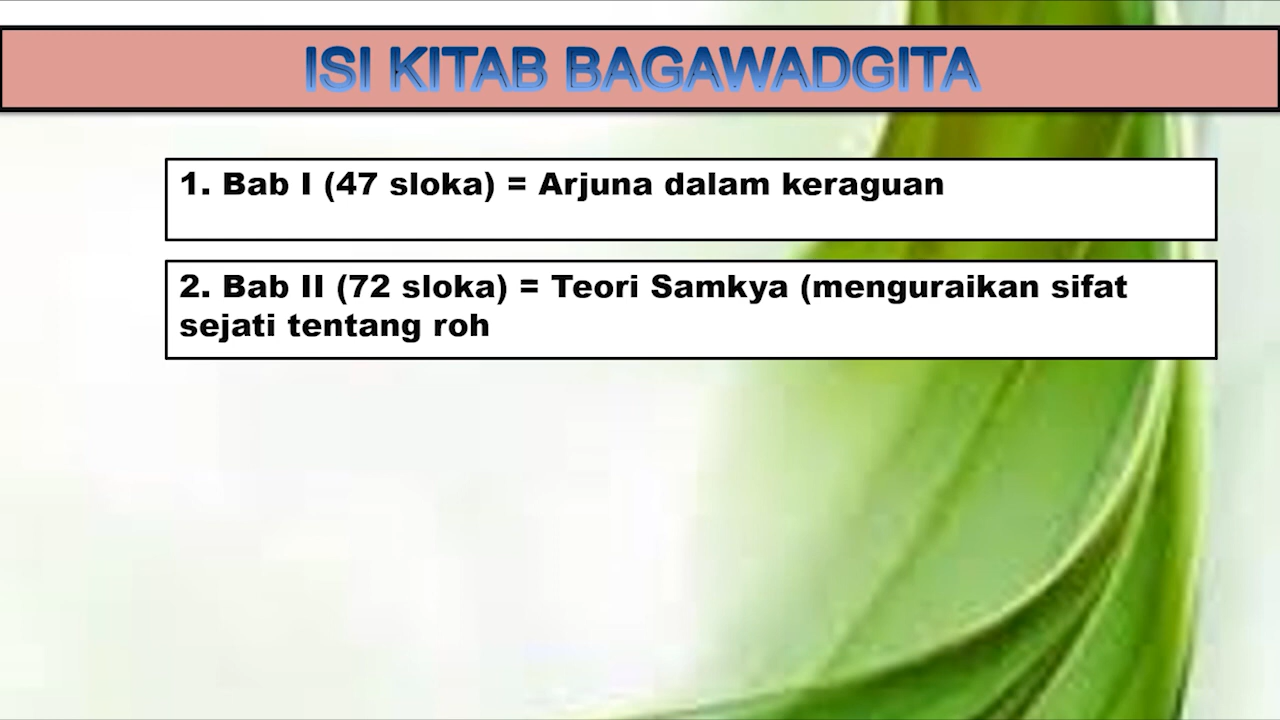 ISI KITAB BAGAWADGITA
1. Bab I (47 sloka) = Arjuna dalam keraguan
2. Bab II (72 sloka) = Teori Samkya (menguraikan sifat
sejati tentang roh